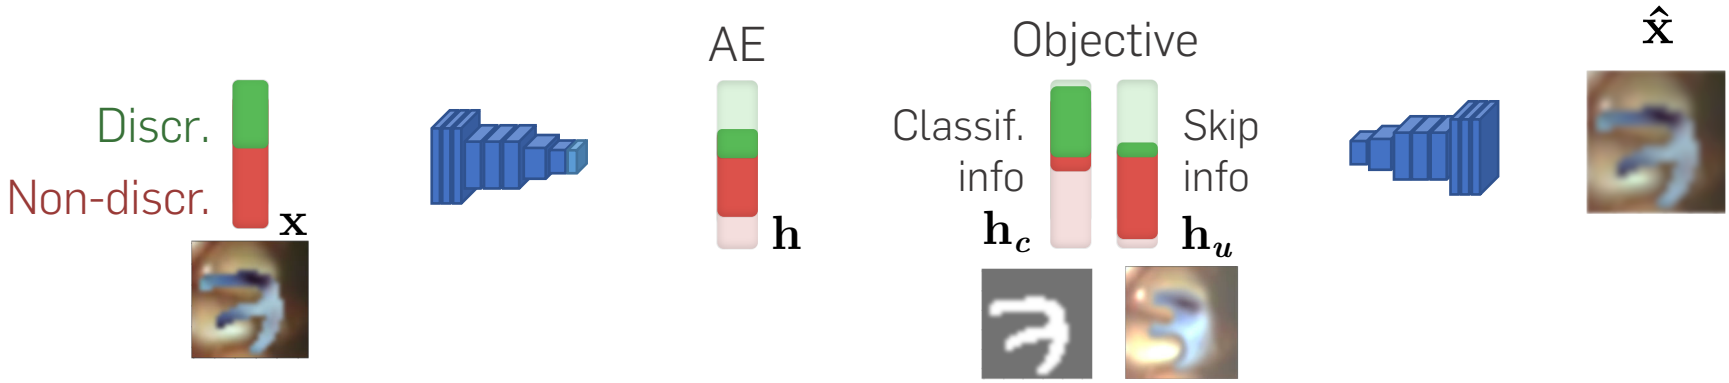 Discr.
Non-discr.
x
AE
h
Objective
Classif.
info
h_c
Skip
info
h_u
x̂